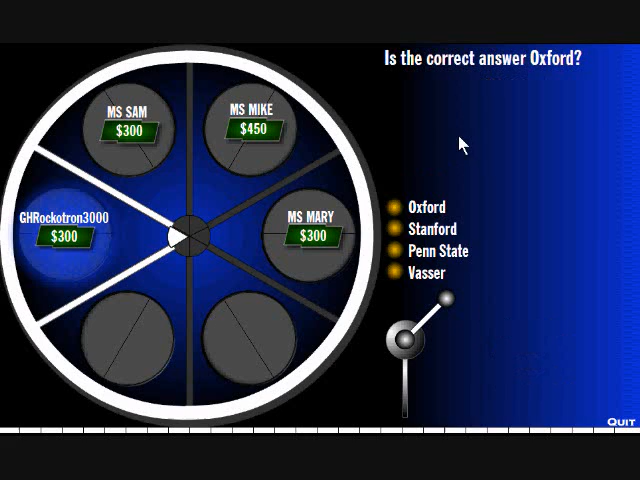 Is the correct answer Oxford?
MS SAM
$300
MS MIKE
$450
GHRockotron3000
$300
MS MARY
$300
Oxford
Stanford
Penn State
Vasser
QUIT